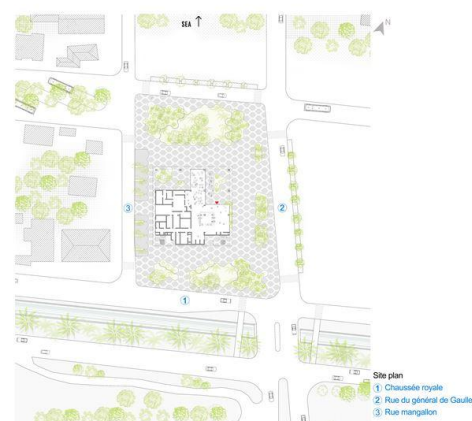 SEA ↑
N
3
2
1
Site plan
1 Chaussée royale
2 Rue du général de Gaulle
3 Rue mangallon